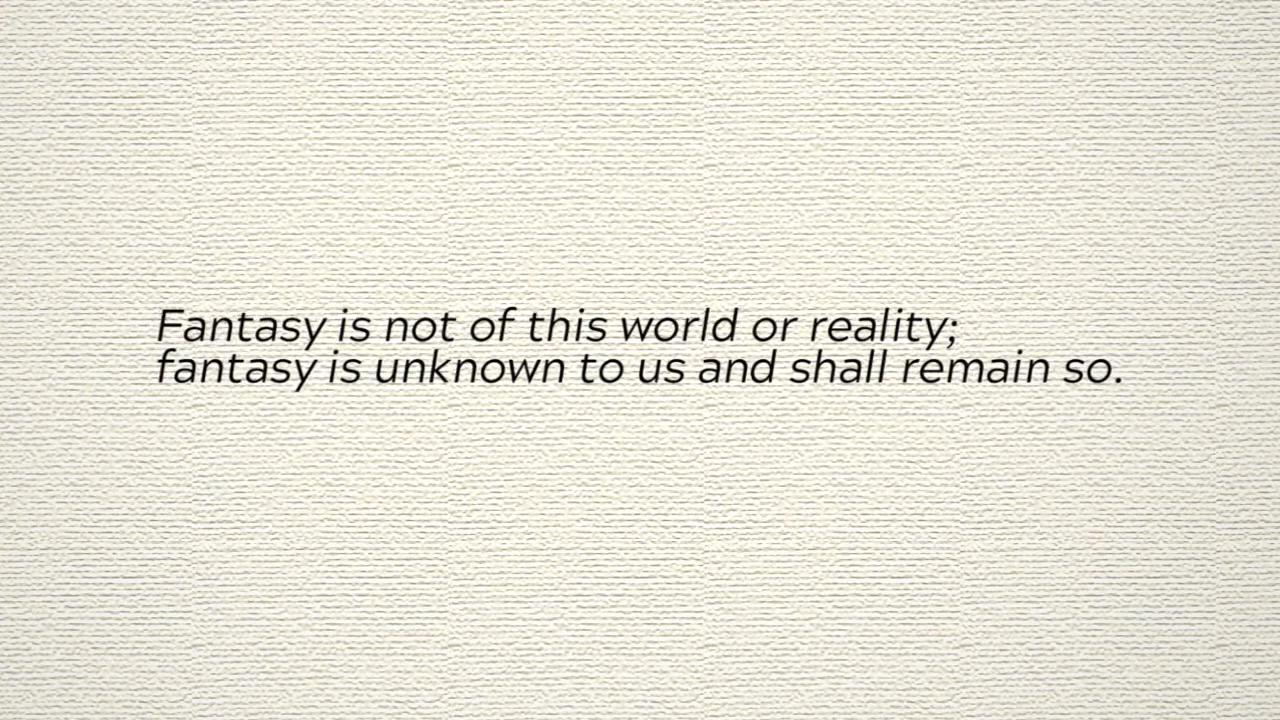 Fantasy is not of this world or reality;
fantasy is unknown to us and shall remain so.